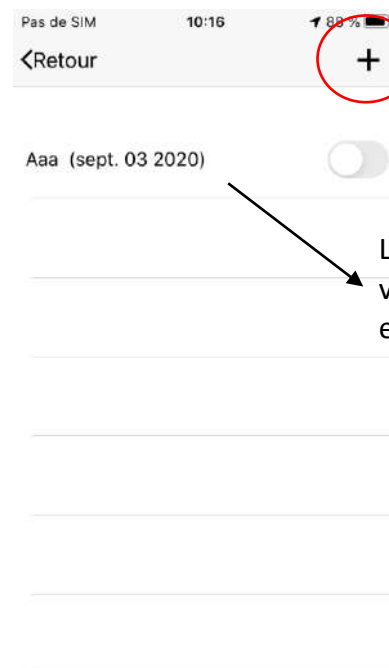 Pas de SIM 10:16 88 %
<Retour +
Aaa (sept. 03 2020)